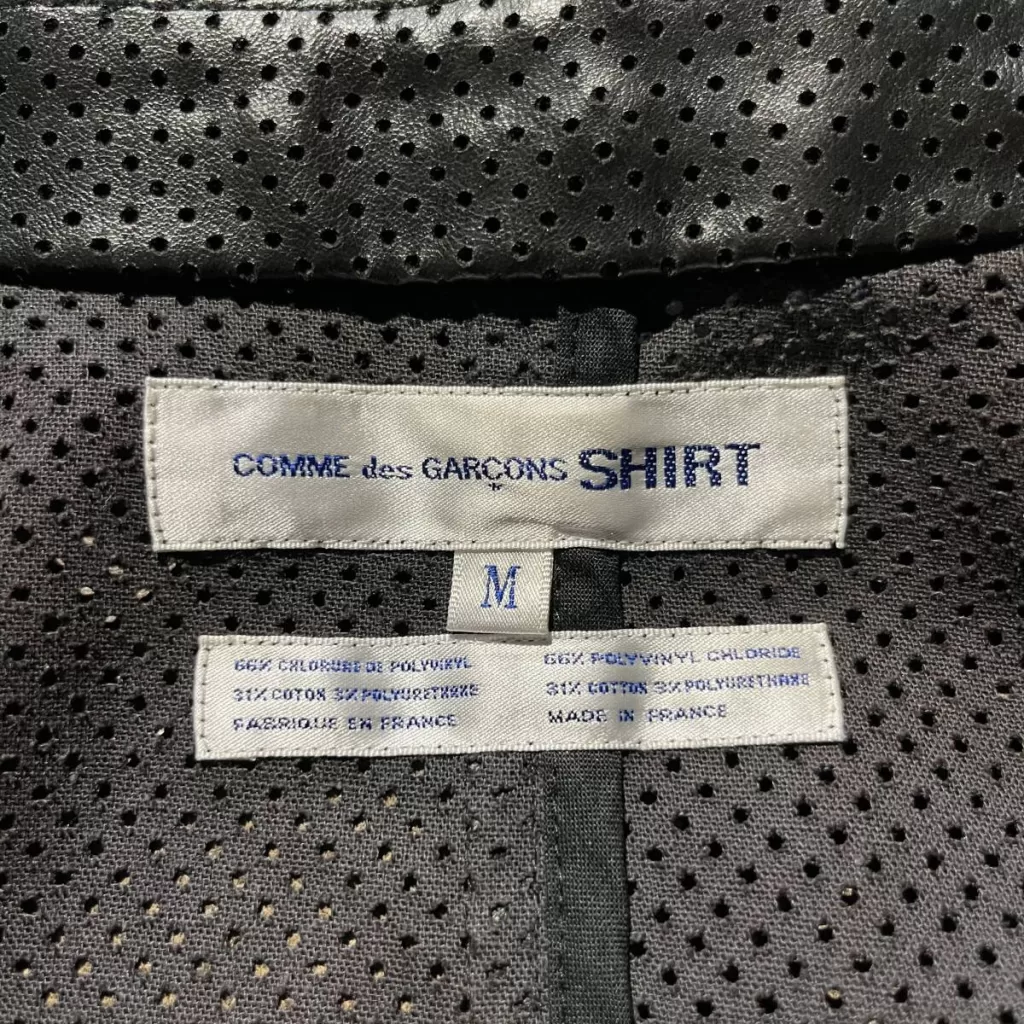 COMME des GARÇONS SHIRT
M
66% CHLORURE DE POLYVINYL
31% COTON 3% POLYURETHANE
FABRIQUE EN FRANCE
66% POLYVINYL CHLORIDE
31% COTTON 3% POLYURETHANE
MADE IN FRANCE